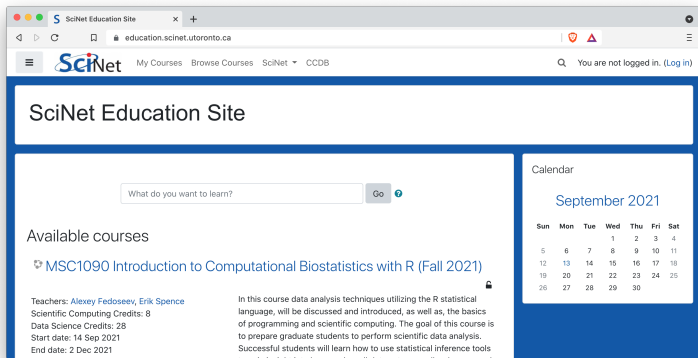 SciNet Education Site
education.scinet.utoronto.ca
SciNet My Courses Browse Courses SciNet CCDB You are not logged in. (Log in)
SciNet Education Site
What do you want to learn? Go
Available courses
MSC1090 Introduction to Computational Biostatistics with R (Fall 2021)
Teachers: Alexey Fedoseev, Erik Spence
Scientific Computing Credits: 8
Data Science Credits: 28
Start date: 14 Sep 2021
End date: 2 Dec 2021
In this course data analysis techniques utilizing the R statistical
language, will be discussed and introduced, as well as, the basics
of programming and scientific computing. The goal of this course is
to prepare graduate students to perform scientific data analysis.
Successful students will learn how to use statistical inference tools
Calendar
September 2021
Sun Mon Tue Wed Thu Fri Sat
1 2 3 4
5 6 7 8 9 10 11
12 13 14 15 16 17 18
19 20 21 22 23 24 25
26 27 28 29 30